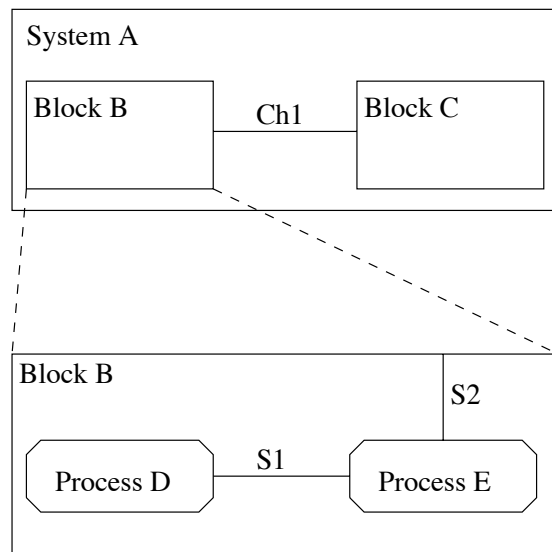 System A
Block B
Ch1
Block C
Block B
S2
Process D
S1
Process E